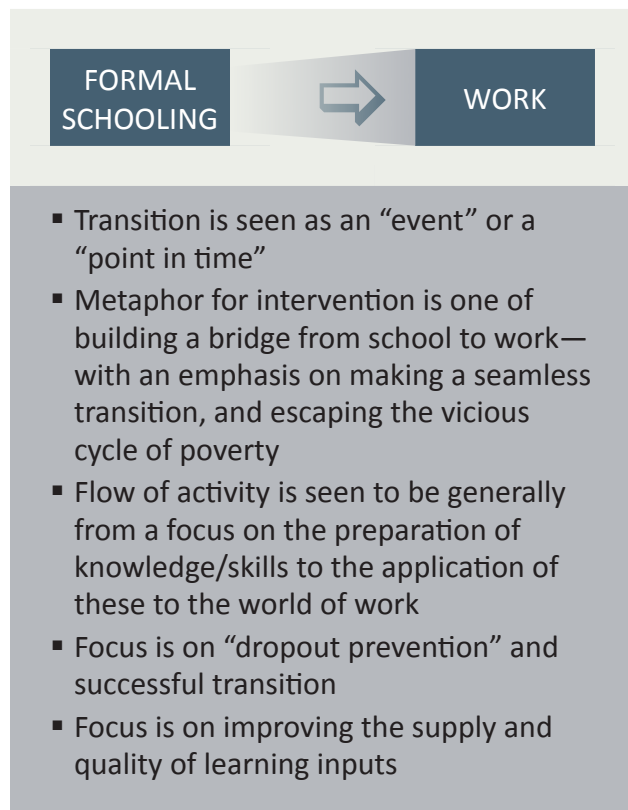 FORMAL
SCHOOLING
WORK
▪ Transition is seen as an “event” or a
“point in time”
▪ Metaphor for intervention is one of
building a bridge from school to work—
with an emphasis on making a seamless
transition, and escaping the vicious
cycle of poverty
▪ Flow of activity is seen to be generally
from a focus on the preparation of
knowledge/skills to the application of
these to the world of work
▪ Focus is on “dropout prevention” and
successful transition
▪ Focus is on improving the supply and
quality of learning inputs